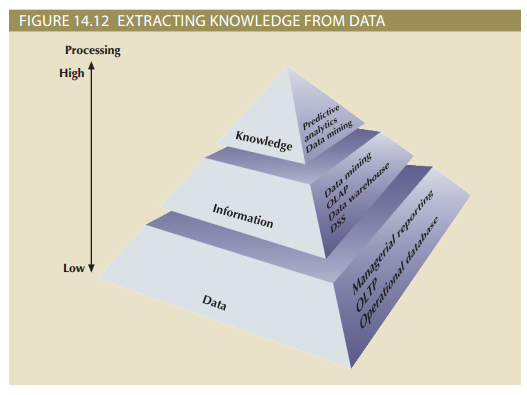 FIGURE 14.12 EXTRACTING KNOWLEDGE FROM DATA
Processing
High
Low
Knowledge
Predictive
analytics
Data mining
Information
Data mining
OLAP
Data warehouse
DSS
Data
Managerial reporting
OLTP
Operational database